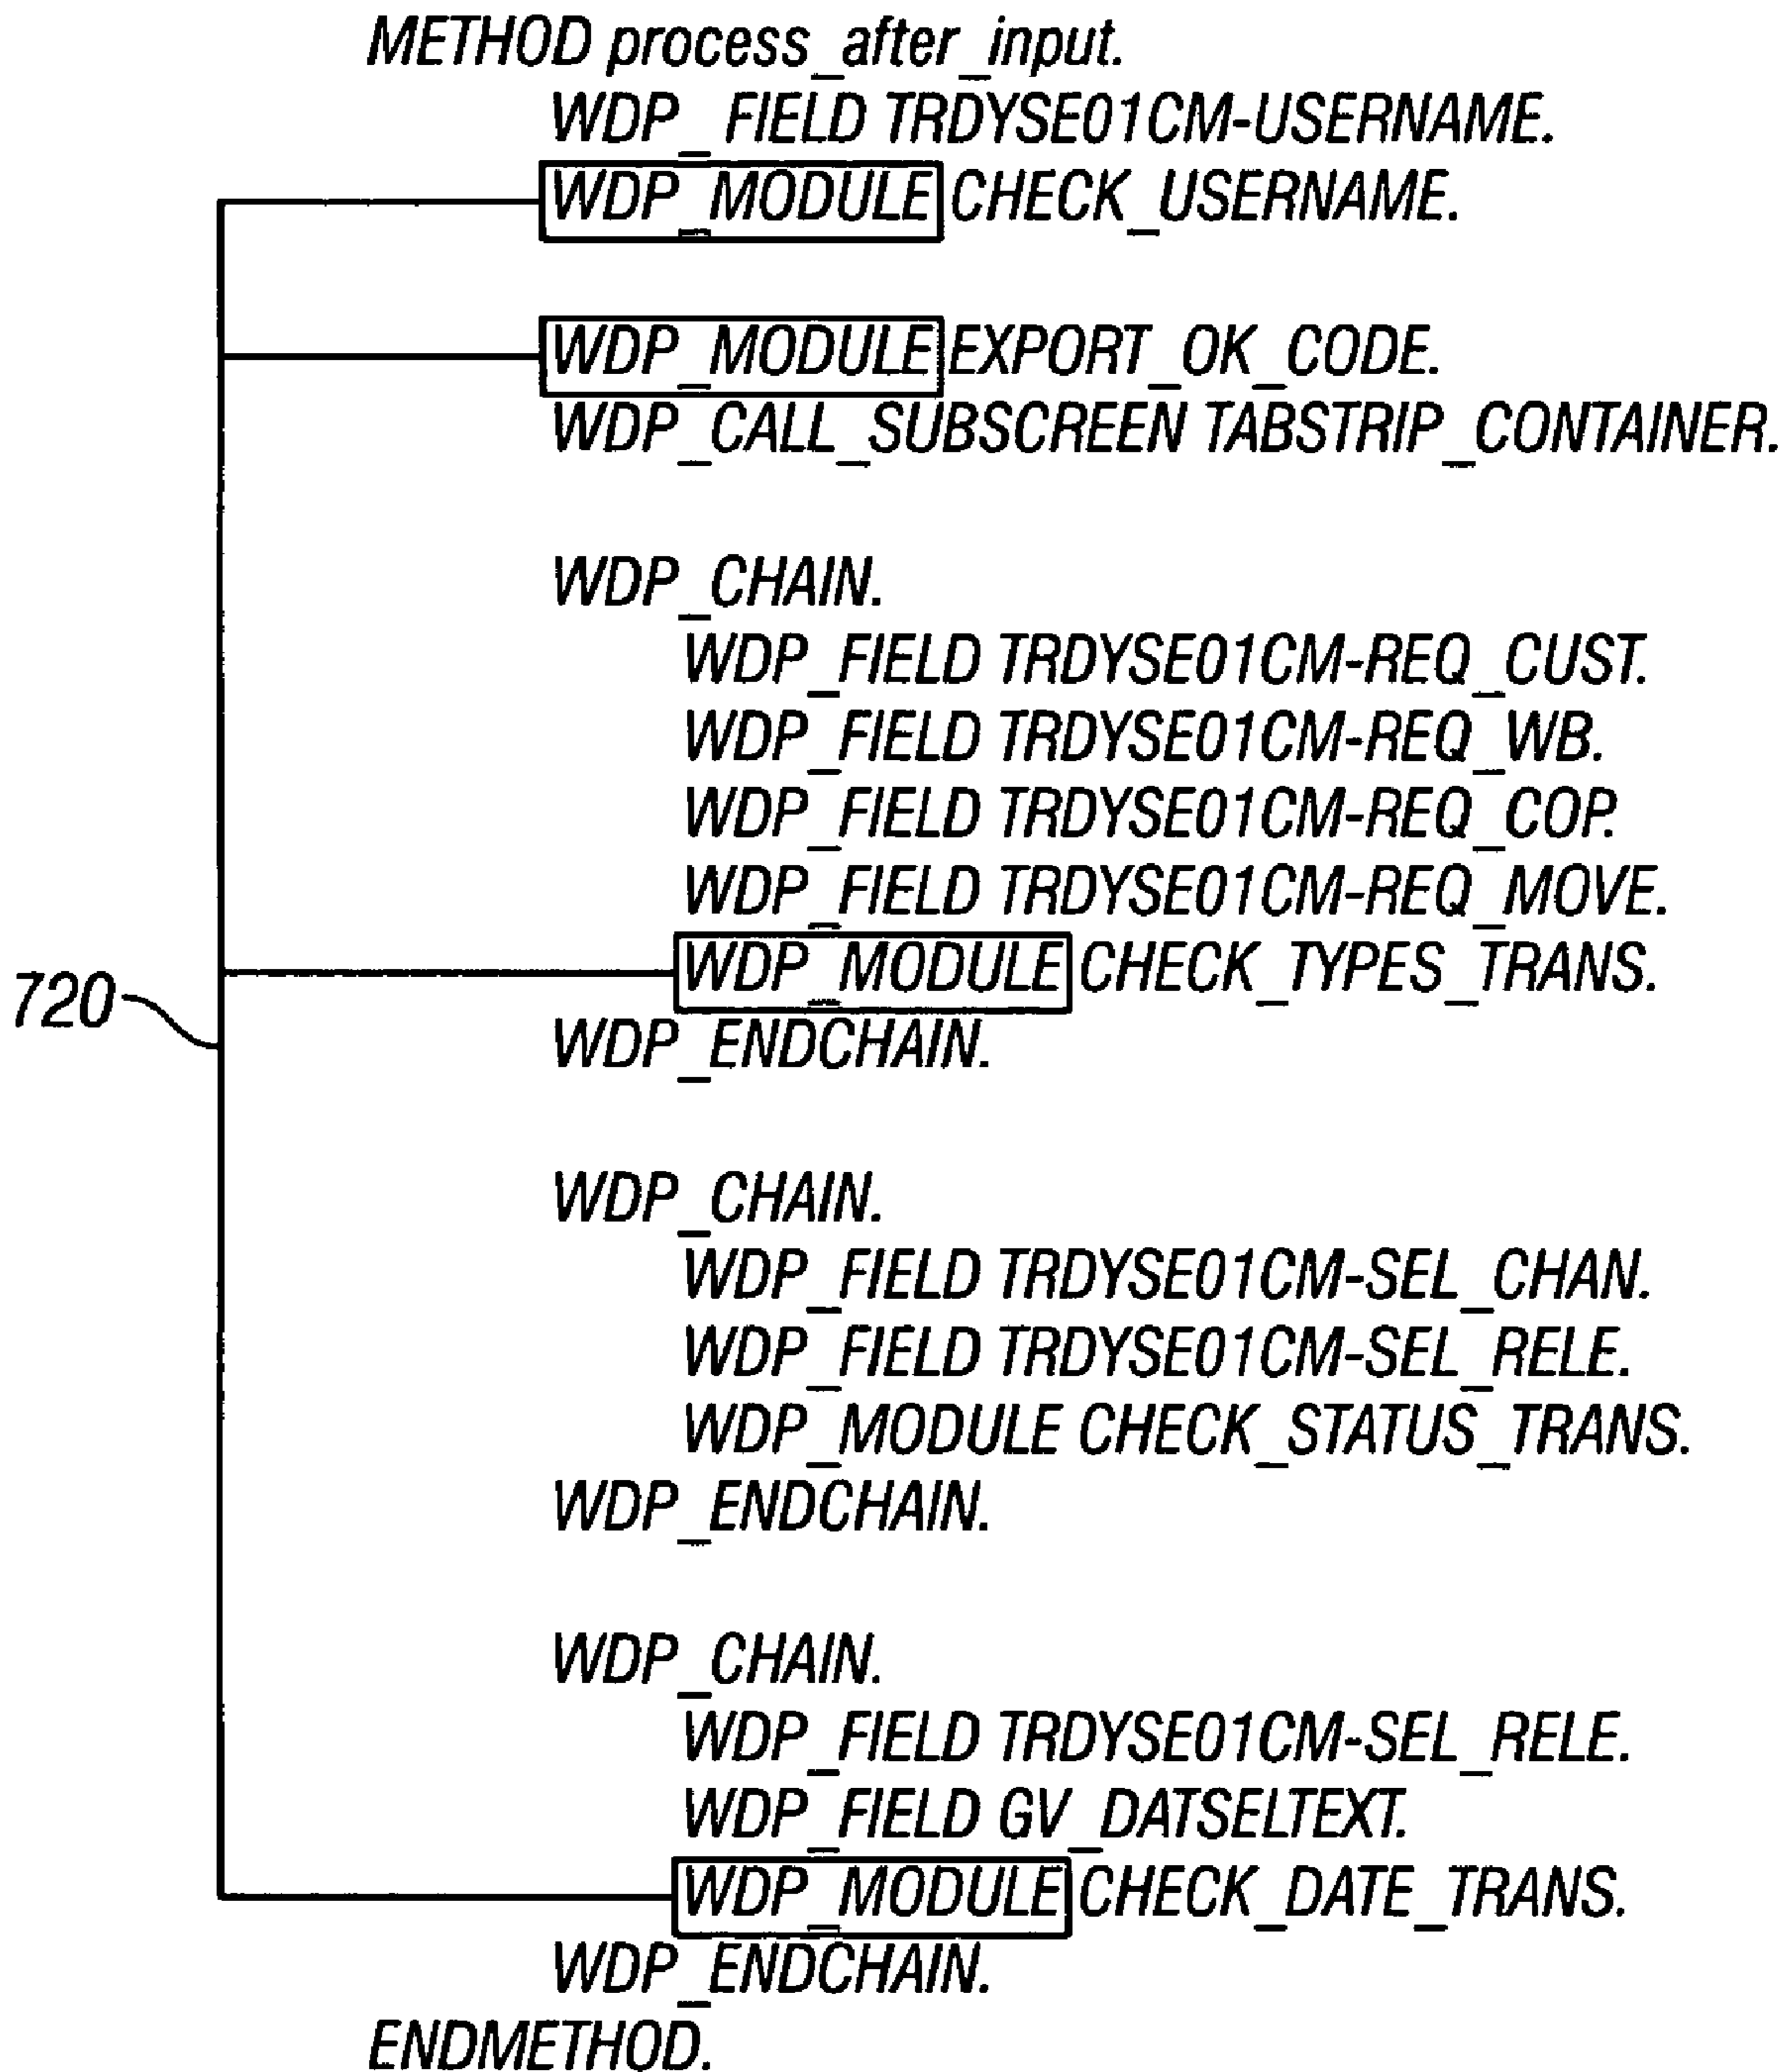 METHOD process_after_input.
WDP_ FIELD TRDYSE01CM-USERNAME.
WDP_MODULE CHECK_USERNAME.
WDP_MODULE EXPORT_OK_CODE.
WDP_CALL_SUBSCREEN TABSTRIP_CONTAINER.
WDP_CHAIN.
WDP_FIELD TRDYSE01CM-REQ_CUST.
WDP_FIELD TRDYSE01CM-REQ_WB.
WDP_FIELD TRDYSE01CM-REQ_COP.
WDP_FIELD TRDYSE01CM-REQ_MOVE.
WDP_MODULE CHECK_TYPES_TRANS.
720
WDP_ENDCHAIN.
WDP_CHAIN.
WDP_FIELD TRDYSE01CM-SEL_CHAN.
WDP_FIELD TRDYSE01CM-SEL_RELE.
WDP_MODULE CHECK_STATUS_TRANS.
WDP_ENDCHAIN.
WDP_CHAIN.
WDP_FIELD TRDYSE01CM-SEL_RELE.
WDP_FIELD GV_DATSELTEXT.
WDP_MODULE CHECK_DATE_TRANS.
WDP_ENDCHAIN.
ENDMETHOD.